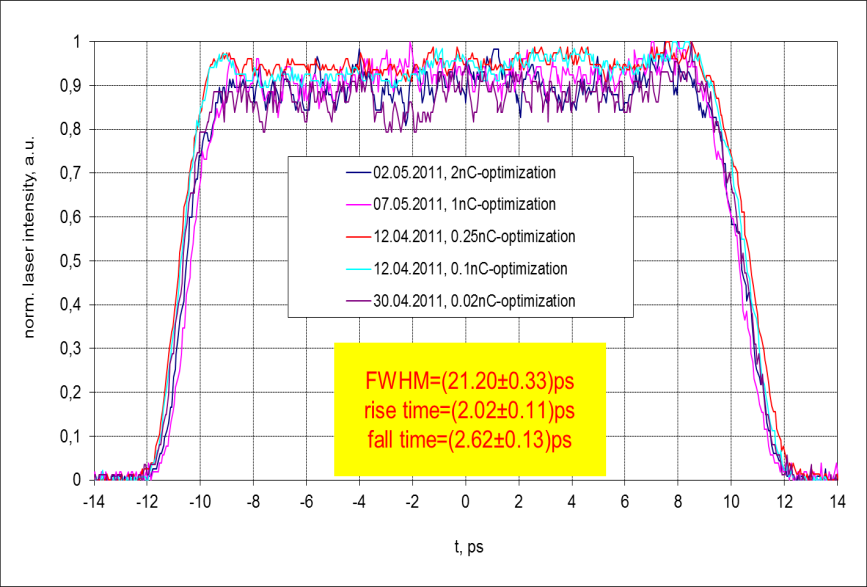 1
0,9
0,8
0,7
0,6
0,5
0,4
0,3
0,2
0,1
0
norm. laser intensity, a.u.
02.05.2011, 2nC-optimization
07.05.2011, 1nC-optimization
12.04.2011, 0.25nC-optimization
12.04.2011, 0.1nC-optimization
30.04.2011, 0.02nC-optimization
FWHM=(21.20±0.33)ps
rise time=(2.02±0.11)ps
fall time=(2.62±0.13)ps
-14 -12 -10 -8 -6 -4 -2 0 2 4 6 8 10 12 14
t, ps